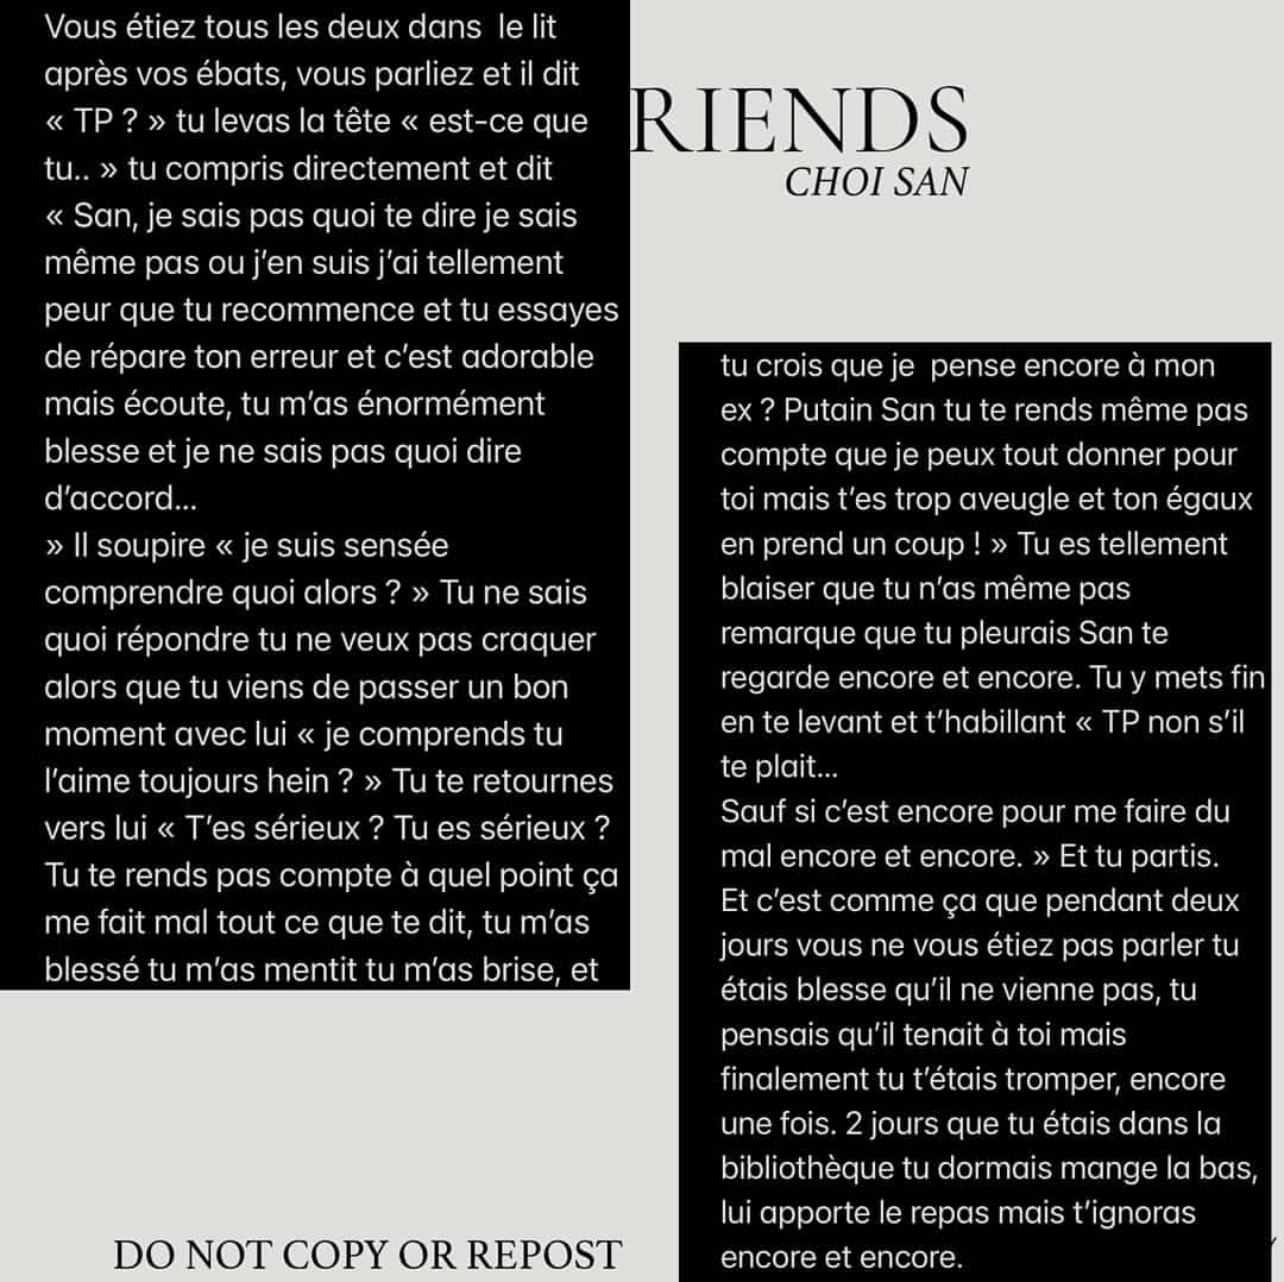 Vous étiez tous les deux dans  le lit
après vos ébats, vous parliez et il dit
« TP ? » tu levas la tête « est-ce que
tu.. » tu compris directement et dit
« San, je sais pas quoi te dire je sais
même pas ou j’en suis j’ai tellement
peur que tu recommence et tu essayes
de répare ton erreur et c’est adorable
mais écoute, tu m’as énormément
blesse et je ne sais pas quoi dire
d’accord...
» Il soupire « je suis sensée
comprendre quoi alors ? » Tu ne sais
quoi répondre tu ne veux pas craquer
alors que tu viens de passer un bon
moment avec lui « je comprends tu
l’aime toujours hein ? » Tu te retournes
vers lui « T’es sérieux ? Tu es sérieux ?
Tu te rends pas compte à quel point ça
me fait mal tout ce que te dit, tu m’as
blessé tu m’as mentit tu m’as brise, et
RIENDS
CHOI SAN
tu crois que je  pense encore à mon
ex ? Putain San tu te rends même pas
compte que je peux tout donner pour
toi mais t’es trop aveugle et ton égaux
en prend un coup ! » Tu es tellement
blaiser que tu n’as même pas
remarque que tu pleurais San te
regarde encore et encore. Tu y mets fin
en te levant et t’habillant « TP non s’il
te plait...
Sauf si c’est encore pour me faire du
mal encore et encore. » Et tu partis.
Et c’est comme ça que pendant deux
jours vous ne vous étiez pas parler tu
étais blesse qu’il ne vienne pas, tu
pensais qu’il tenait à toi mais
finalement tu t’étais tromper, encore
une fois. 2 jours que tu étais dans la
bibliothèque tu dormais mange la bas,
lui apporte le repas mais t’ignoras
encore et encore.
DO NOT COPY OR REPOST